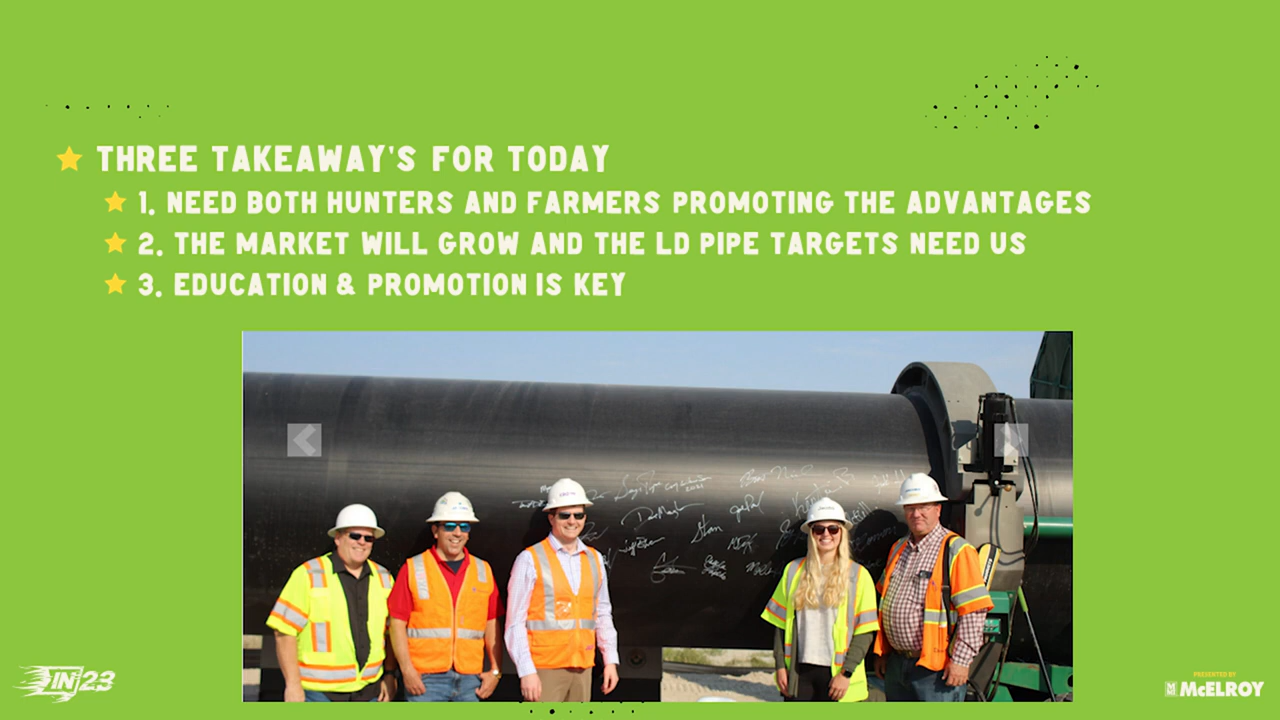 THREE TAKEAWAY'S FOR TODAY
1. NEED BOTH HUNTERS AND FARMERS PROMOTING THE ADVANTAGES
2. THE MARKET WILL GROW AND THE LD PIPE TARGETS NEED US
3. EDUCATION & PROMOTION IS KEY
Stan
IN23
PRESENTED BY
McELROY